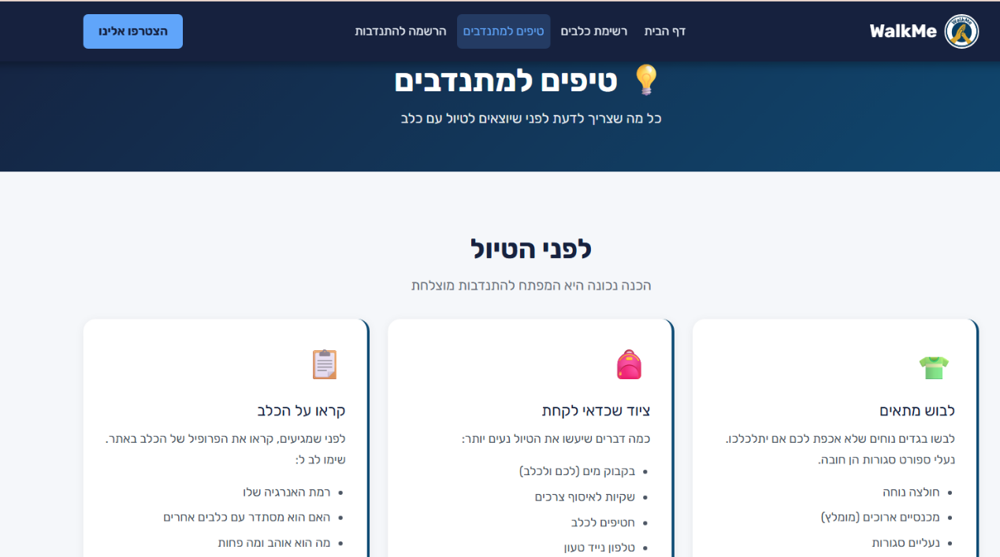 WalkMe
דף הבית
רשימת כלבים
טיפים למתנדבים
הרשמה להתנדבות
הצטרפו אלינו
טיפים למתנדבים
כל מה שצריך לדעת לפני שיוצאים לטיול עם כלב
לפני הטיול
הכנה נכונה היא המפתח להתנדבות מוצלחת
לבוש מתאים
לבשו בגדים נוחים שלא אכפת לכם אם יתלכלכו.
נעלי ספורט סגורות הן חובה.
• חולצה נוחה
• מכנסיים ארוכים (מומלץ)
• נעליים סגורות
ציוד שכדאי לקחת
כמה דברים שיעשו את הטיול נעים יותר:
• בקבוק מים (לכם ולכלב)
• שקיות לאיסוף צרכים
• חטיפים לכלב
• טלפון נייד טעון
קראו על הכלב
לפני שמגיעים, קראו את הפרופיל של הכלב באתר.
שימו לב ל:
• רמת האנרגיה שלו
• האם הוא מסתדר עם כלבים אחרים
• מה הוא אוהב ומה פחות